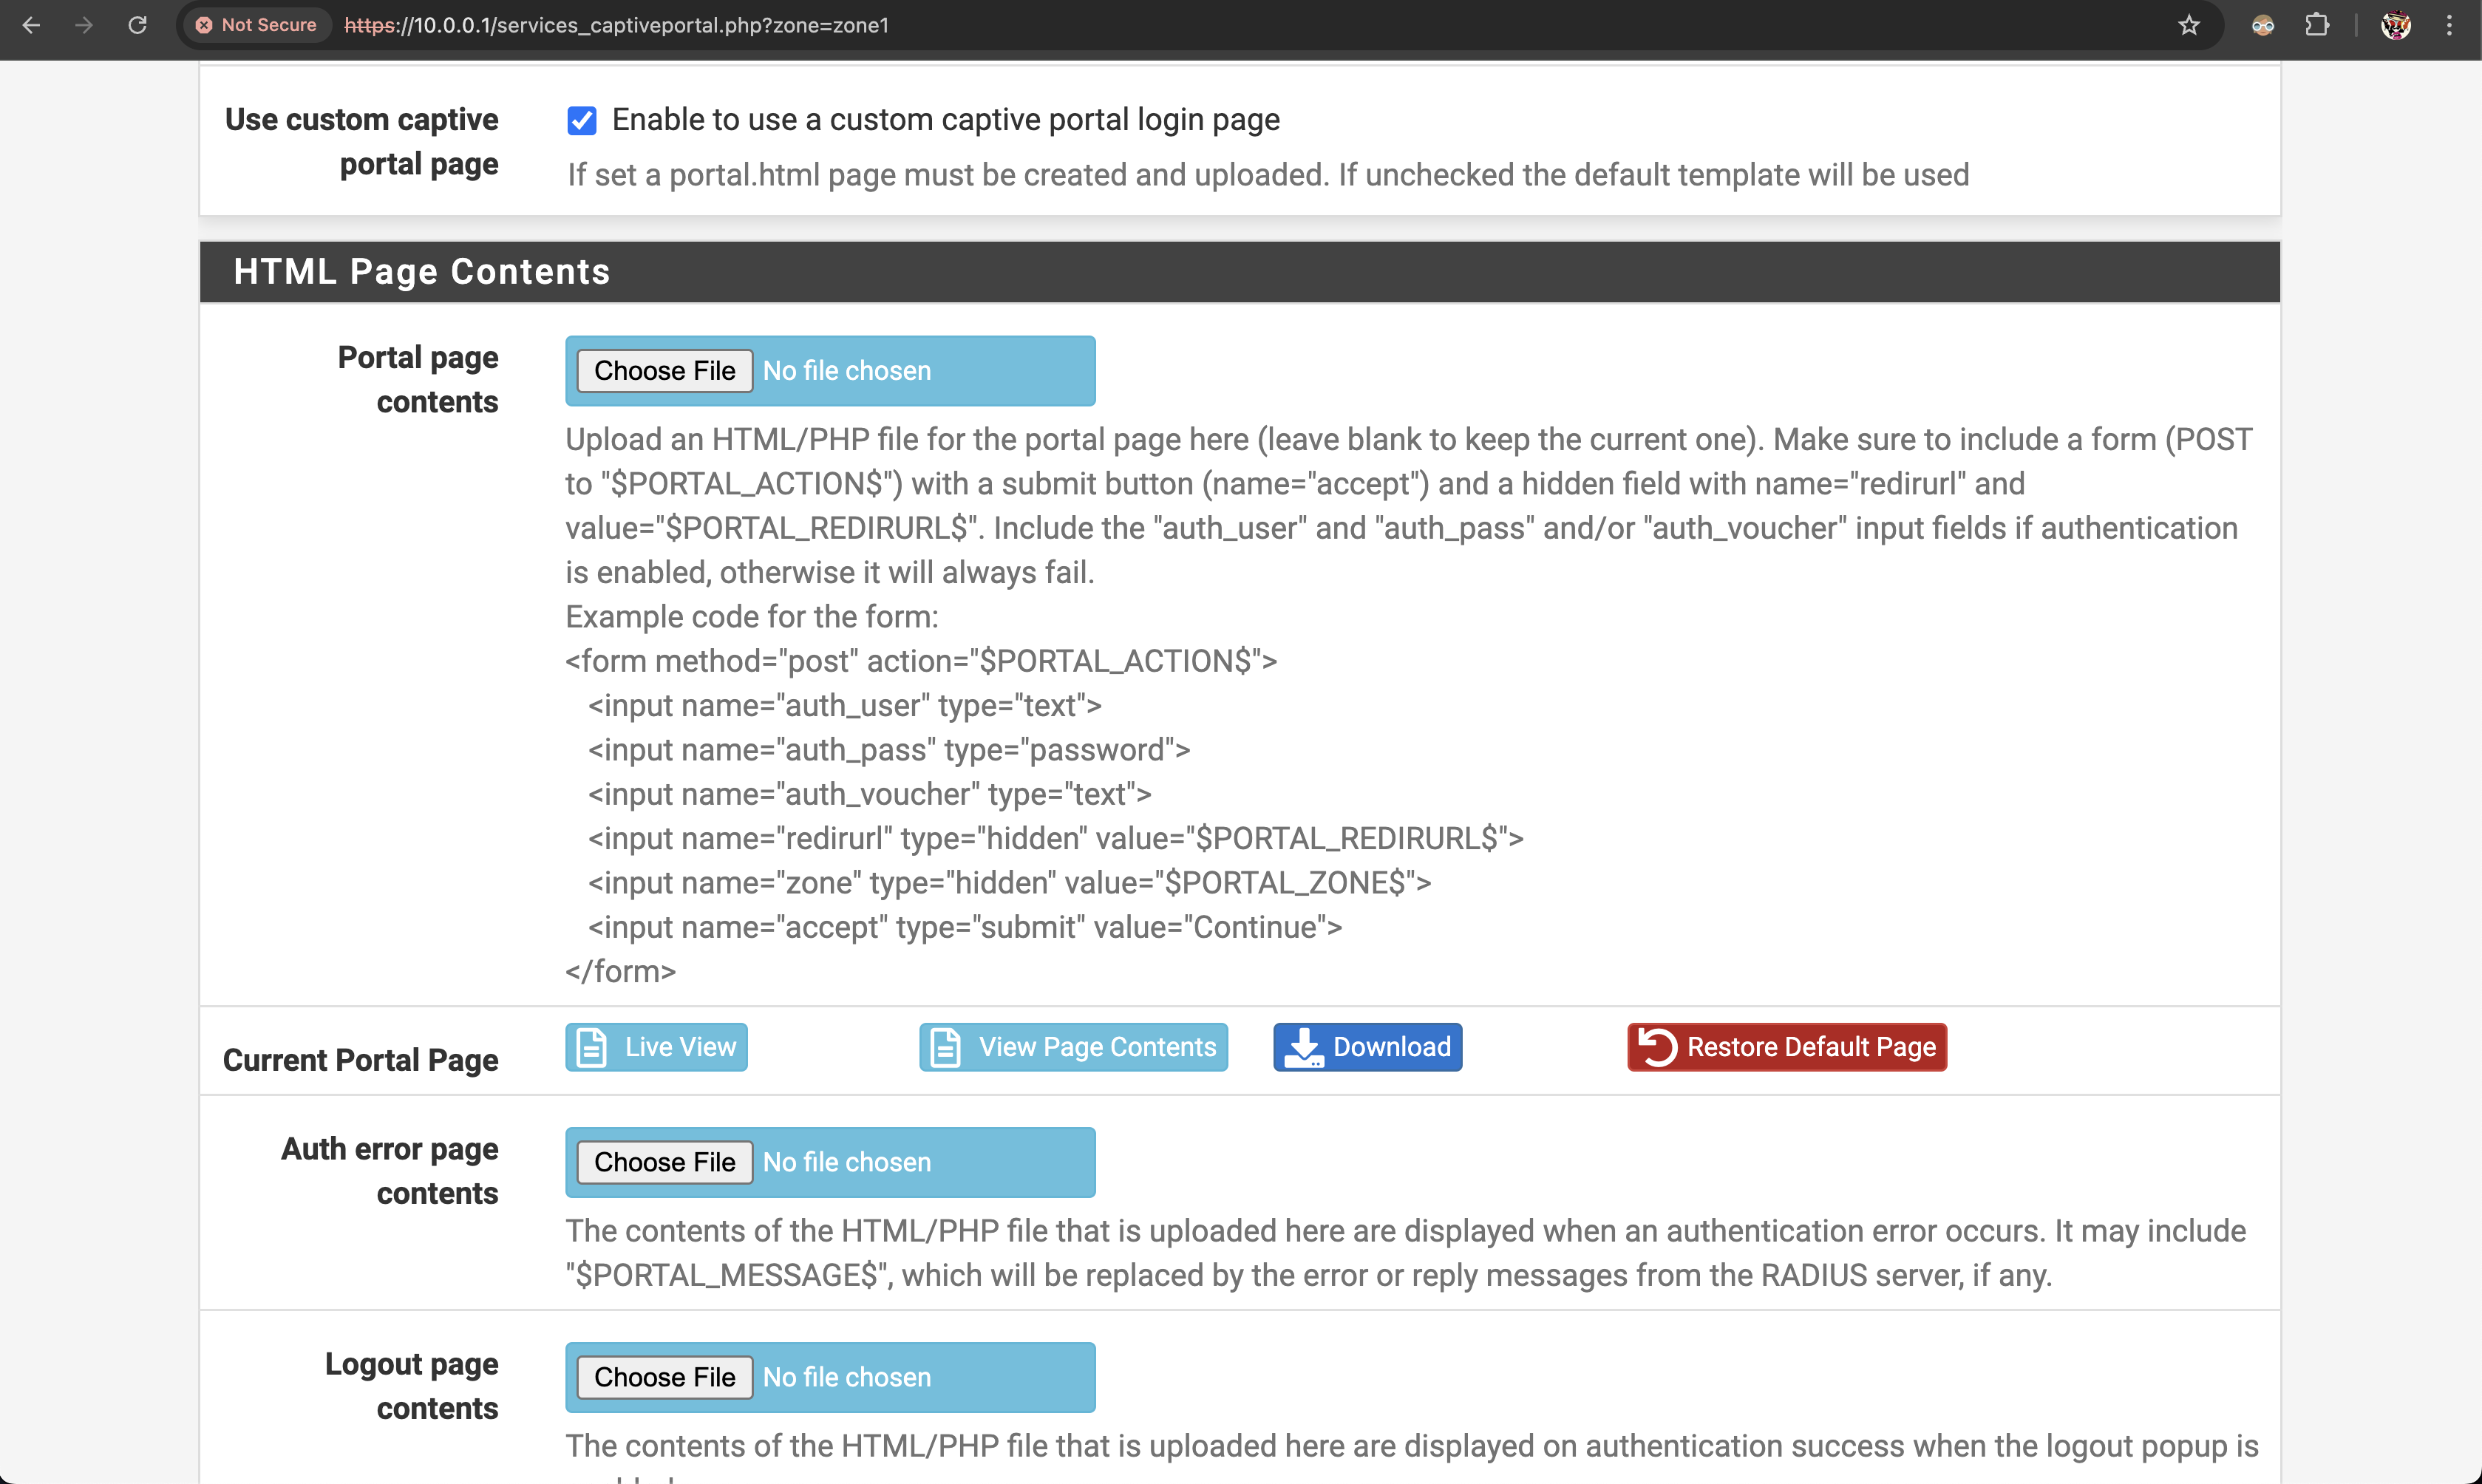 Not Secure https://10.0.0.1/services_captiveportal.php?zone=zone1
Use custom captive portal page
Enable to use a custom captive portal login page
If set a portal.html page must be created and uploaded. If unchecked the default template will be used
HTML Page Contents
Portal page contents
Choose File No file chosen
Upload an HTML/PHP file for the portal page here (leave blank to keep the current one). Make sure to include a form (POST
to "$PORTAL_ACTION$") with a submit button (name="accept") and a hidden field with name="redirurl" and
value="$PORTAL_REDIRURL$". Include the "auth_user" and "auth_pass" and/or "auth_voucher" input fields if authentication
is enabled, otherwise it will always fail.
Example code for the form:
<form method="post" action="$PORTAL_ACTION$">
<input name="auth_user" type="text">
<input name="auth_pass" type="password">
<input name="auth_voucher" type="text">
<input name="redirurl" type="hidden" value="$PORTAL_REDIRURL$">
<input name="zone" type="hidden" value="$PORTAL_ZONE$">
<input name="accept" type="submit" value="Continue">
</form>
Current Portal Page
Live View View Page Contents Download Restore Default Page
Auth error page contents
Choose File No file chosen
The contents of the HTML/PHP file that is uploaded here are displayed when an authentication error occurs. It may include
"$PORTAL_MESSAGE$", which will be replaced by the error or reply messages from the RADIUS server, if any.
Logout page contents
Choose File No file chosen
The contents of the HTML/PHP file that is uploaded here are displayed on authentication success when the logout popup is